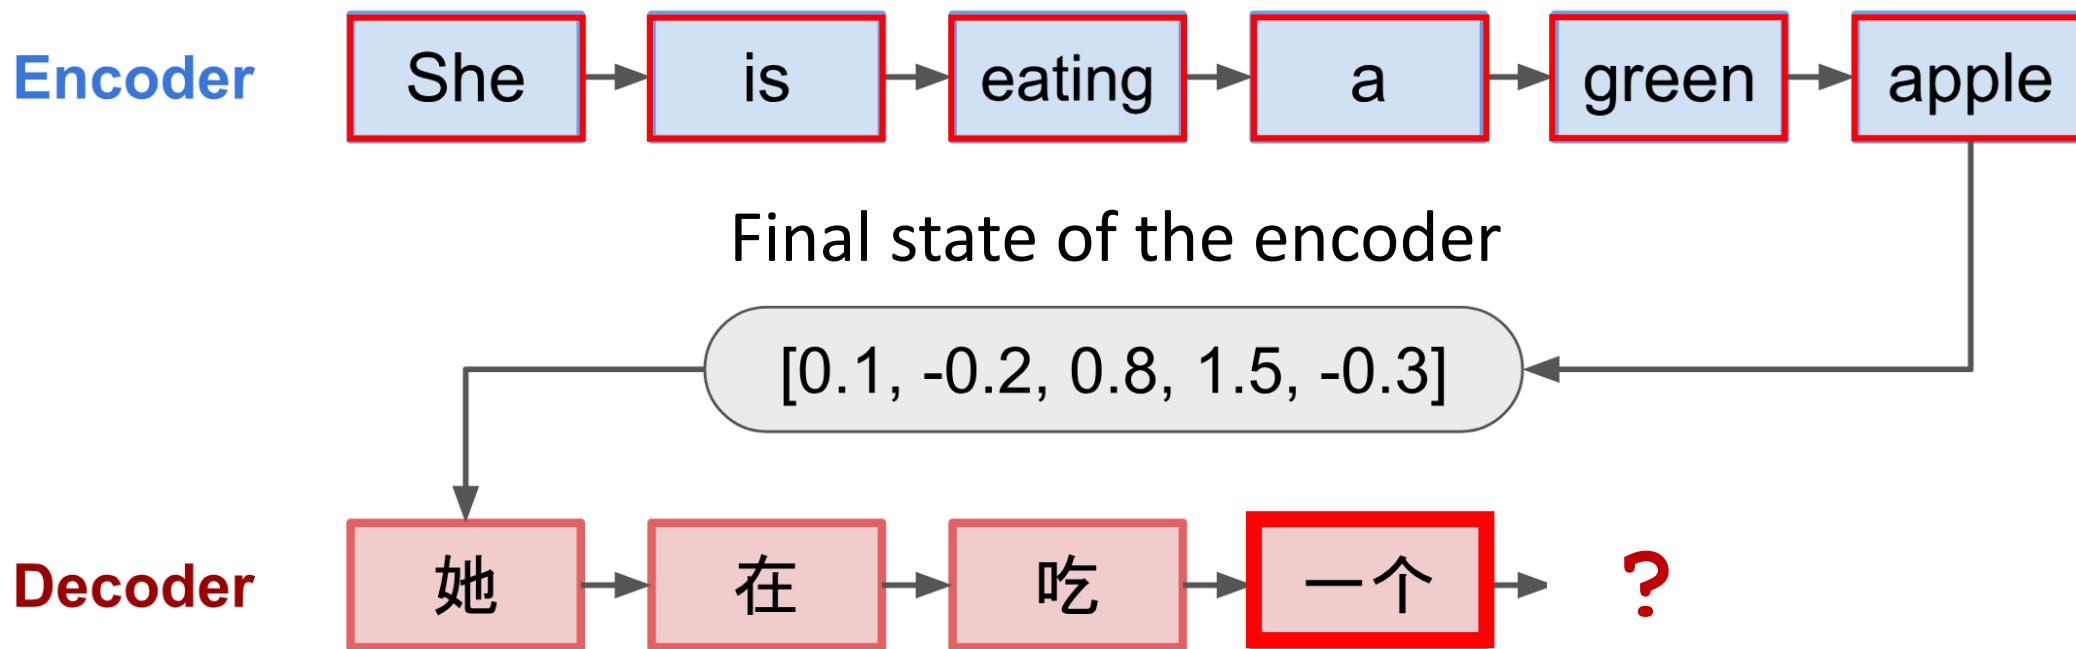 Encoder She is eating a green apple
Final state of the encoder
[0.1, -0.2, 0.8, 1.5, -0.3]
Decoder 她 在 吃 一个 ?